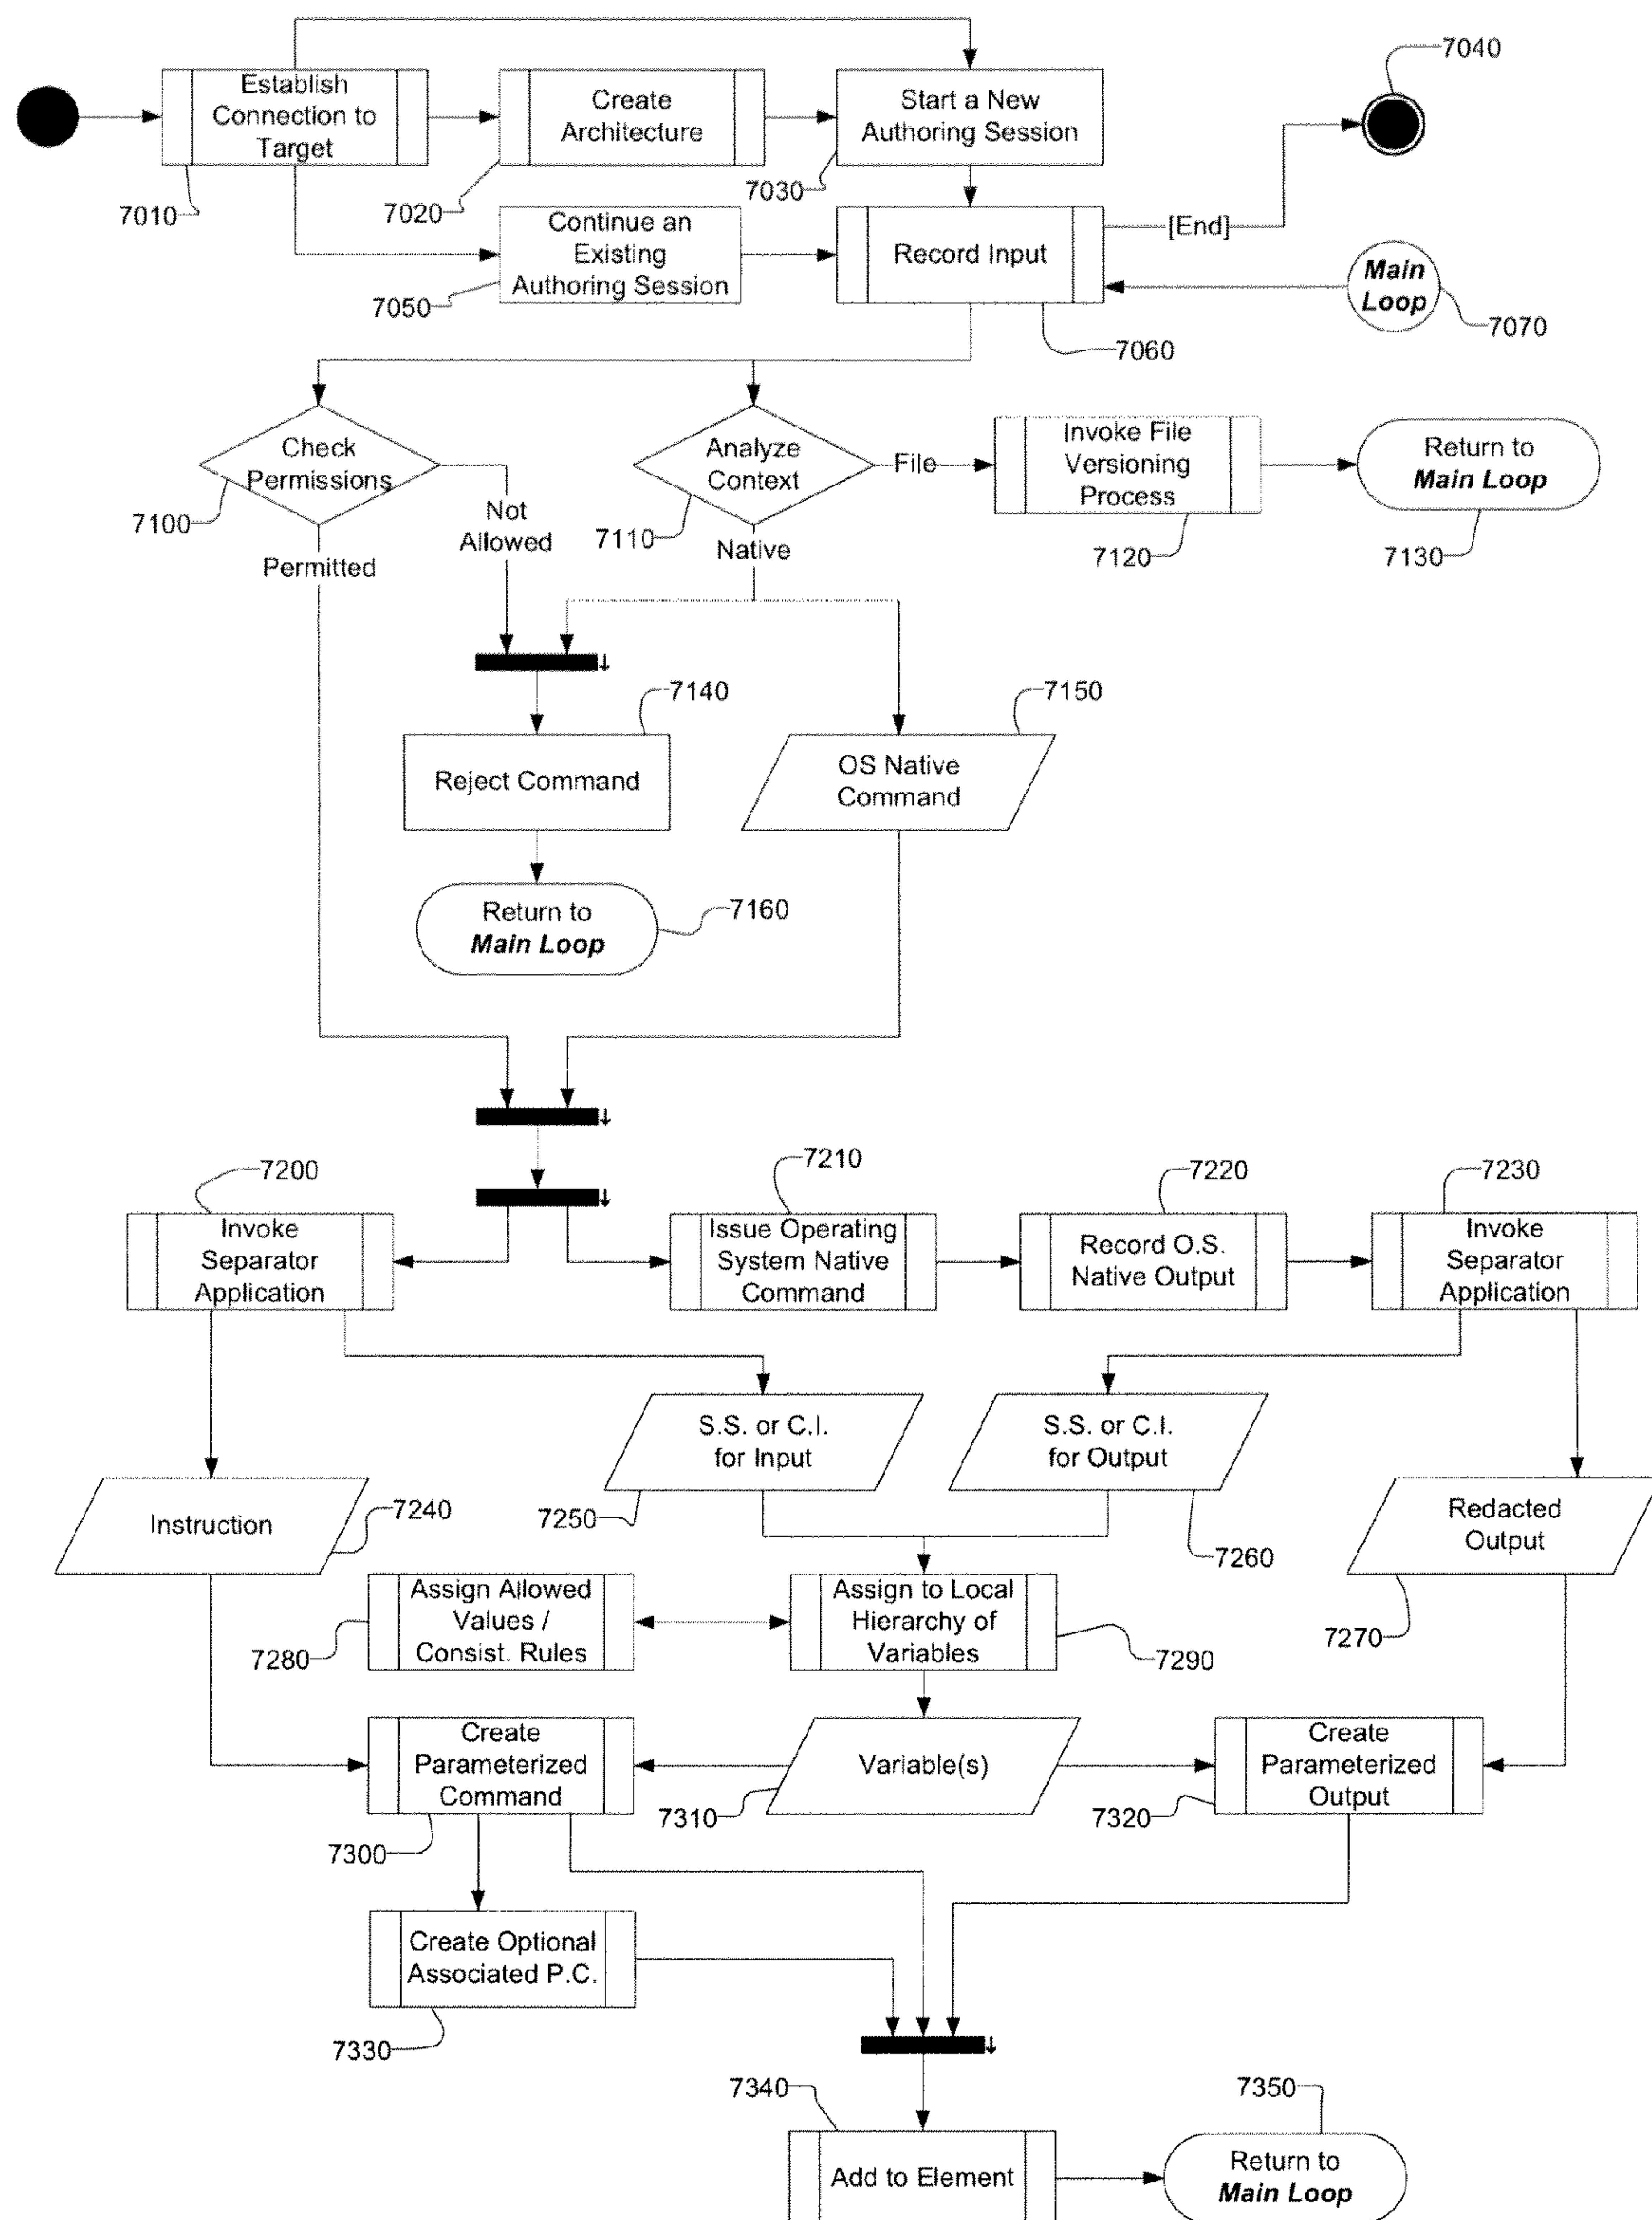 7040
Establish
Connection to
Target
Create
Architecture
Start a New
Authoring Session
7010
7020
7030
Continue an
Existing
Authoring Session
Record Input
[End]
Main
Loop
7050
7060
7070
Check
Permissions
Analyze
Context
File
Invoke File
Versioning
Process
Return to
Main Loop
7100
Not
Allowed
7110
Native
7120
7130
Permitted
7140
7150
Reject Command
OS Native
Command
Return to
Main Loop
7160
7200
7210
7220
7230
Invoke
Separator
Application
Issue Operating
System Native
Command
Record O.S.
Native Output
Invoke
Separator
Application
S.S. or C.I.
for Input
S.S. or C.I.
for Output
Instruction
7240
7250
7260
Redacted
Output
7270
Assign Allowed
Values /
Consist. Rules
7280
Assign to Local
Hierarchy of
Variables
7290
Create
Parameterized
Command
Variable(s)
Create
Parameterized
Output
7300
7310
7320
Create Optional
Associated P.C.
7330
7340
7350
Add to Element
Return to
Main Loop